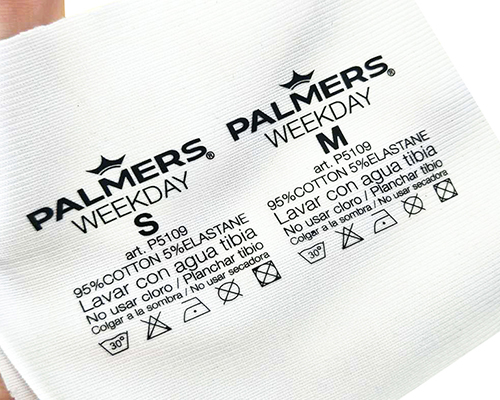 PALMERS®
WEEKDAY
S
art. P5109
95%COTTON 5%ELASTANE
Lavar con agua tibia
No usar cloro / Planchar tibio
Colgar a la sombra / No usar secadora
30°
PALMERS®
WEEKDAY
M
art. P5109
95%COTTON 5%ELASTANE
Lavar con agua tibia
No usar cloro / Planchar tibio
Colgar a la sombra / No usar secadora
30°